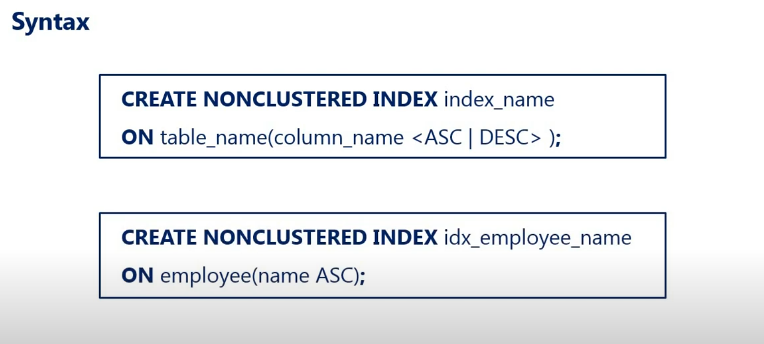 Syntax
CREATE NONCLUSTERED INDEX index_name
ON table_name(column_name <ASC | DESC> );
CREATE NONCLUSTERED INDEX idx_employee_name
ON employee(name ASC);